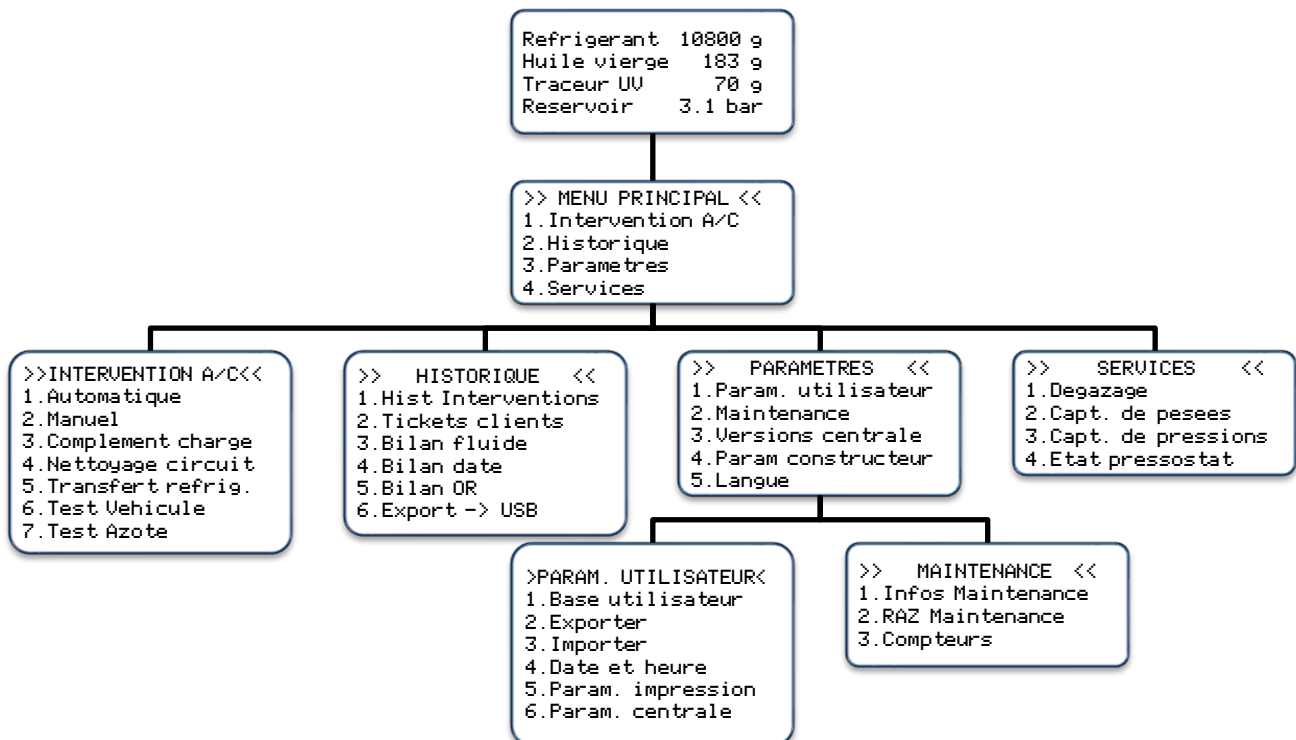 Refrigerant 10800 g
Huile vierge 183 g
Traceur UV 70 g
Reservoir 3.1 bar
>> MENU PRINCIPAL <<
1.Intervention A/C
2.Historique
3.Parametres
4.Services
>>INTERVENTION A/C<<
1.Automatique
2.Manuel
3.Complement charge
4.Nettoyage circuit
5.Transfert refrig.
6.Test Vehicule
7.Test Azote
>> HISTORIQUE <<
1.Hist Interventions
2.Tickets clients
3.Bilan fluide
4.Bilan date
5.Bilan OR
6.Export -> USB
>> PARAMETRES <<
1.Param. utilisateur
2.Maintenance
3.Versions centrale
4.Param constructeur
5.Langue
>> SERVICES <<
1.Degazage
2.Capt. de pesees
3.Capt. de pressions
4.Etat pressostat
>PARAM. UTILISATEUR<
1.Base utilisateur
2.Exporter
3.Importer
4.Date et heure
5.Param. impression
6.Param. centrale
>> MAINTENANCE <<
1.Infos Maintenance
2.RAZ Maintenance
3.Compteurs